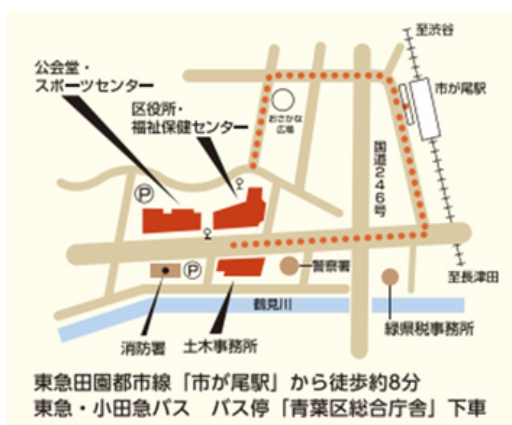 至渋谷
公会堂・
スポーツセンター
市が尾駅
区役所・
福祉保健センター
おさかな
広場
国道246号
P
P
警察署
至長津田
鶴見川
緑県税事務所
消防署
土木事務所
東急田園都市線「市が尾駅」から徒歩約8分
東急・小田急バス　バス停「青葉区総合庁舎」下車